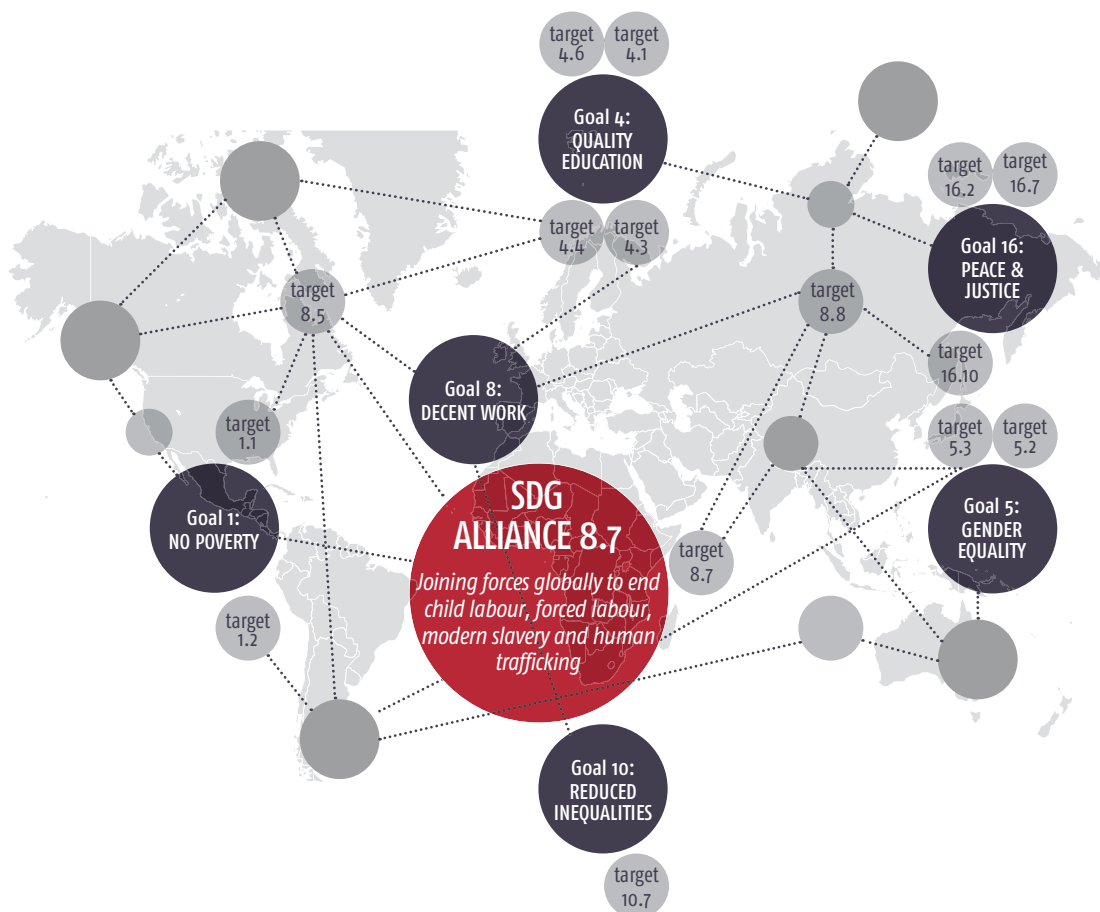 target
4.6
target
4.1
Goal 4:
QUALITY
EDUCATION
target
16.2
target
16.7
target
4.4
target
4.3
Goal 16:
PEACE &
JUSTICE
target
8.5
target
8.8
Goal 8:
DECENT WORK
target
16.10
target
1.1
target
5.3
target
5.2
Goal 1:
NO POVERTY
SDG
ALLIANCE 8.7
Joining forces globally to end
child labour, forced labour,
modern slavery and human
trafficking
target
8.7
Goal 5:
GENDER
EQUALITY
target
1.2
Goal 10:
REDUCED
INEQUALITIES
target
10.7